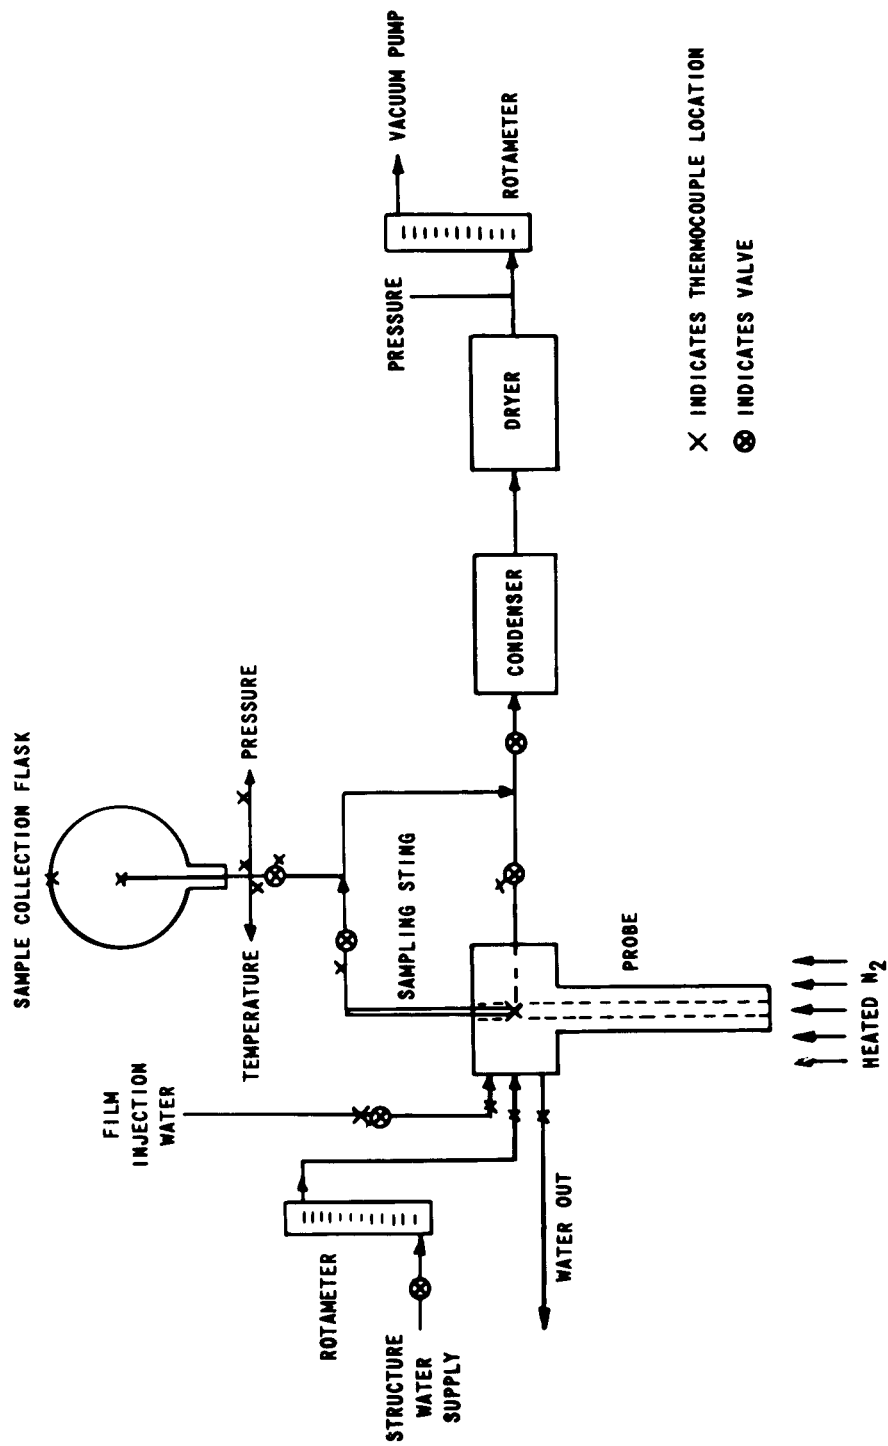 SAMPLE COLLECTION FLASK
TEMPERATURE
PRESSURE
FILM
INJECTION
WATER
SAMPLING STING
ROTAMETER
STRUCTURE
WATER
SUPPLY
WATER OUT
PROBE
HEATED N2
CONDENSER
DRYER
PRESSURE
VACUUM PUMP
ROTAMETER
X INDICATES THERMOCOUPLE LOCATION
⊗ INDICATES VALVE